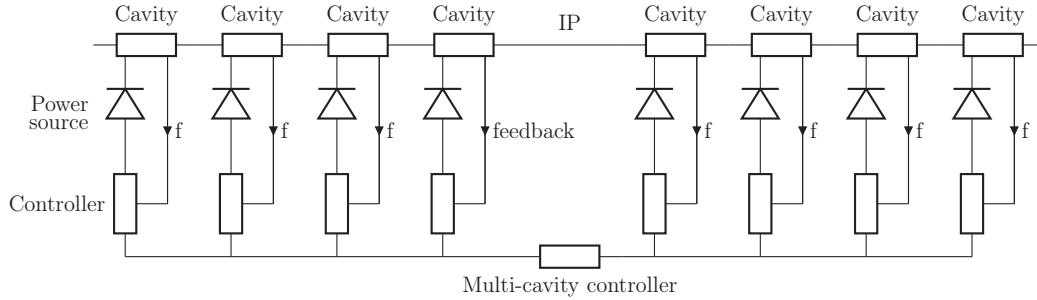 Cavity Cavity Cavity Cavity IP Cavity Cavity Cavity Cavity
Power
source
f f f feedback f f f f
Controller
Multi-cavity controller